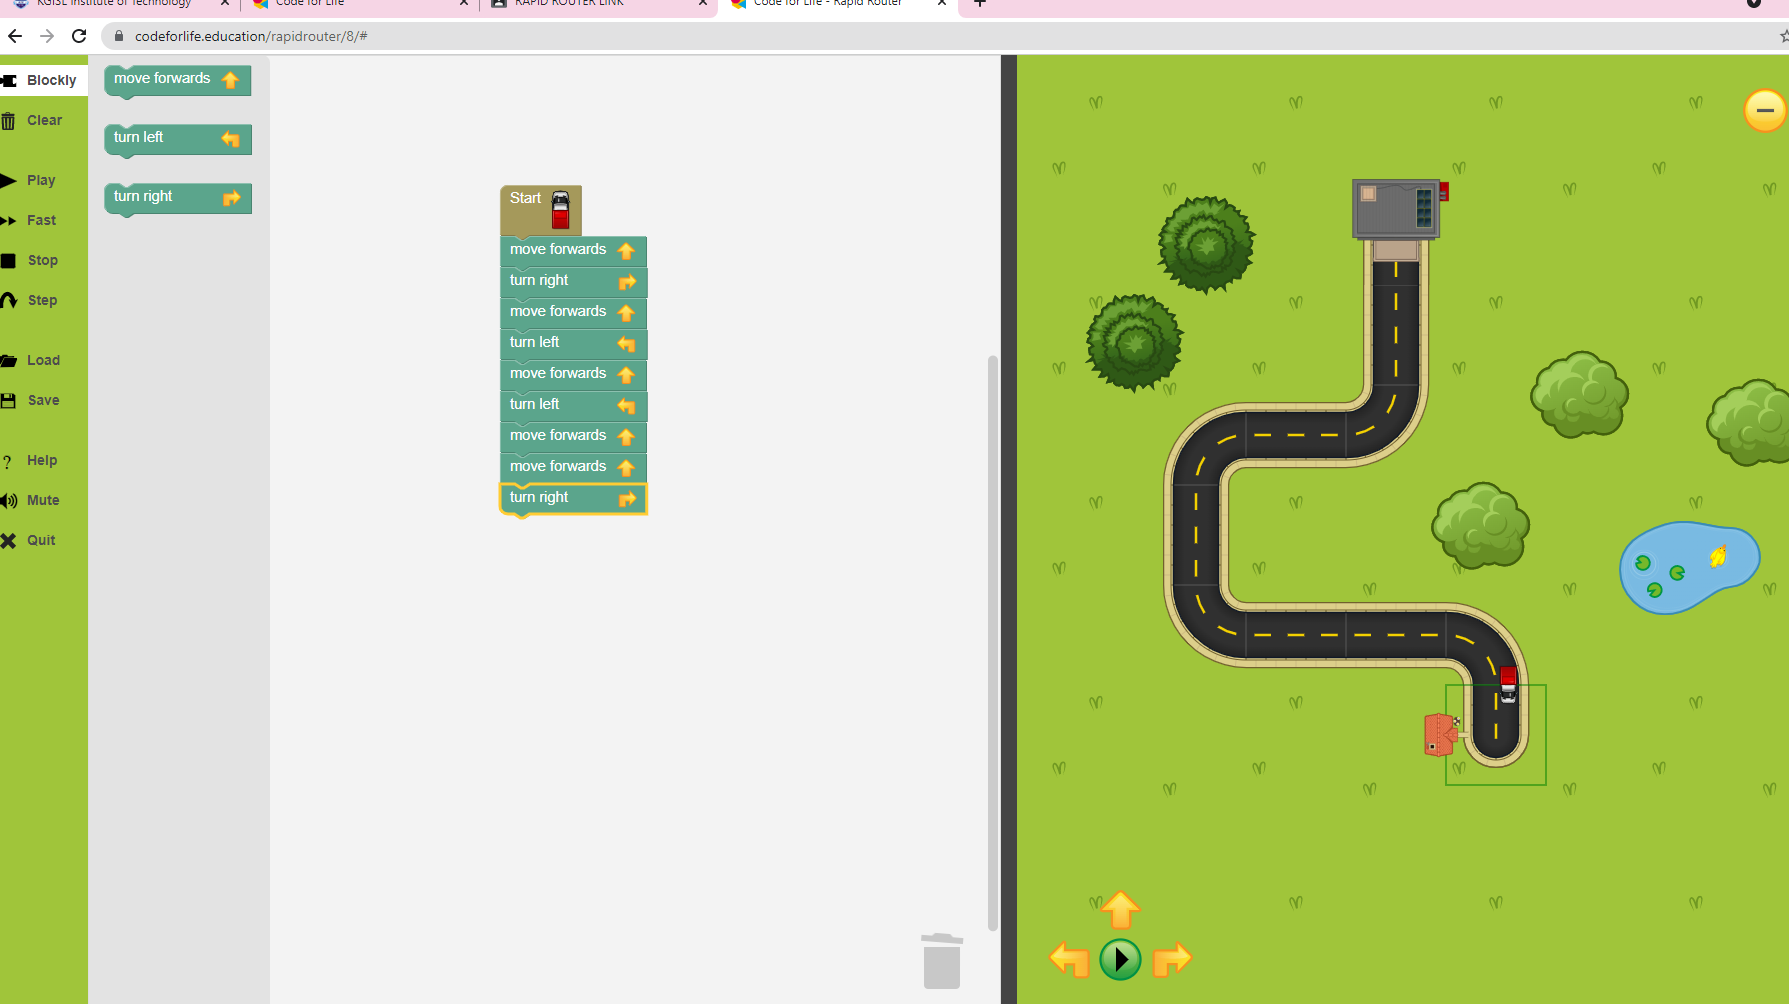 KGISL Institute of Technology
Code for Life
RAPID ROUTER LINK
Code for Life - Rapid Router
codeforlife.education/rapidrouter/8/#
Blockly
Clear
Play
Fast
Stop
Step
Load
Save
Help
Mute
Quit
move forwards
turn left
turn right
Start
move forwards
turn right
move forwards
turn left
move forwards
turn left
move forwards
move forwards
turn right